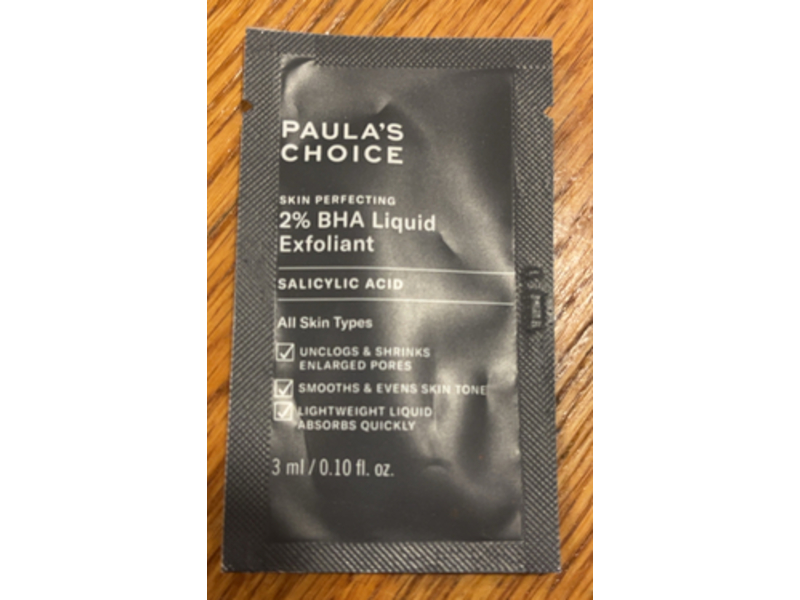 PAULA'S
CHOICE
SKIN PERFECTING
2% BHA Liquid
Exfoliant
SALICYLIC ACID
All Skin Types
UNCLOGS & SHRINKS
ENLARGED PORES
SMOOTHS & EVENS SKIN TONE
LIGHTWEIGHT LIQUID
ABSORBS QUICKLY
3 ml / 0.10 fl. oz.